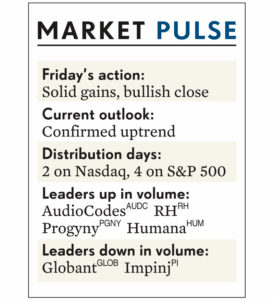 MARKET PULSE
Friday's action:
Solid gains, bullish close
Current outlook:
Confirmed uptrend
Distribution days:
2 on Nasdaq, 4 on S&P 500
Leaders up in volume:
AudioCodes AUDC RH RH
Progyny PGNY Humana HUM
Leaders down in volume:
Globant GLOB Impinj PI